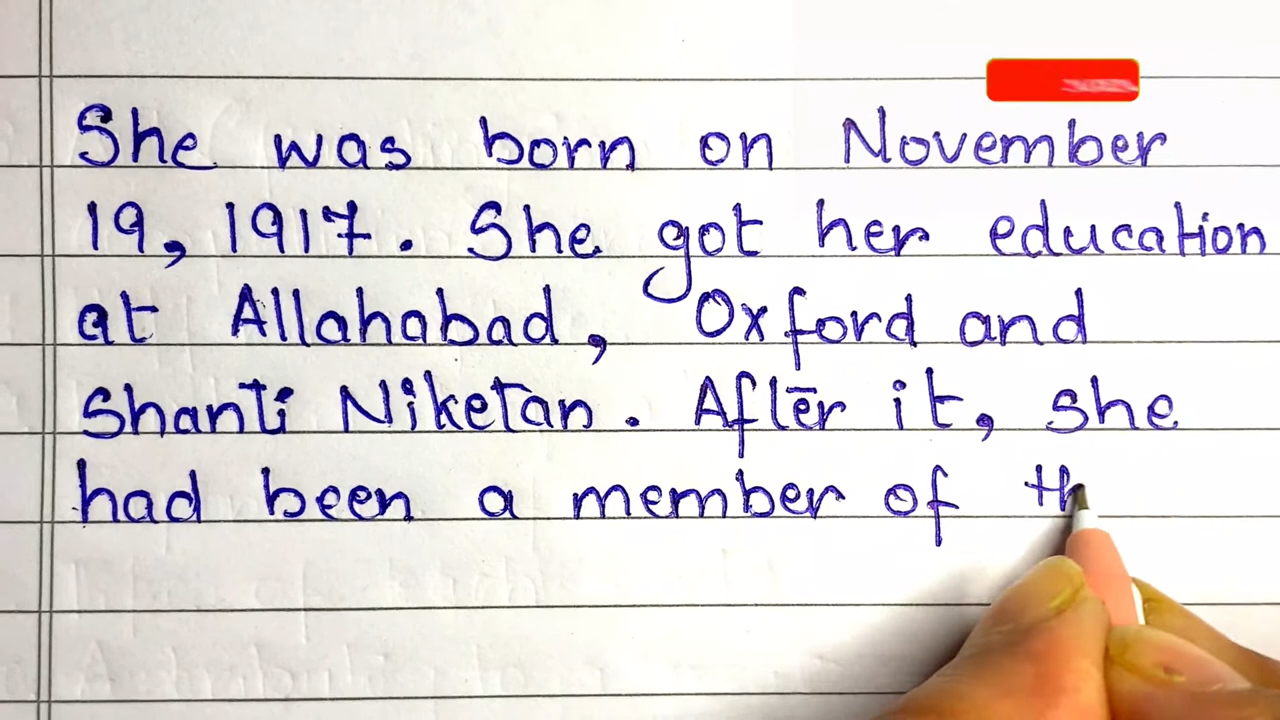 She was born on November
19, 1917. She got her education
at Allahabad, Oxford and
Shanti Niketan. After it, she
had been a member of th